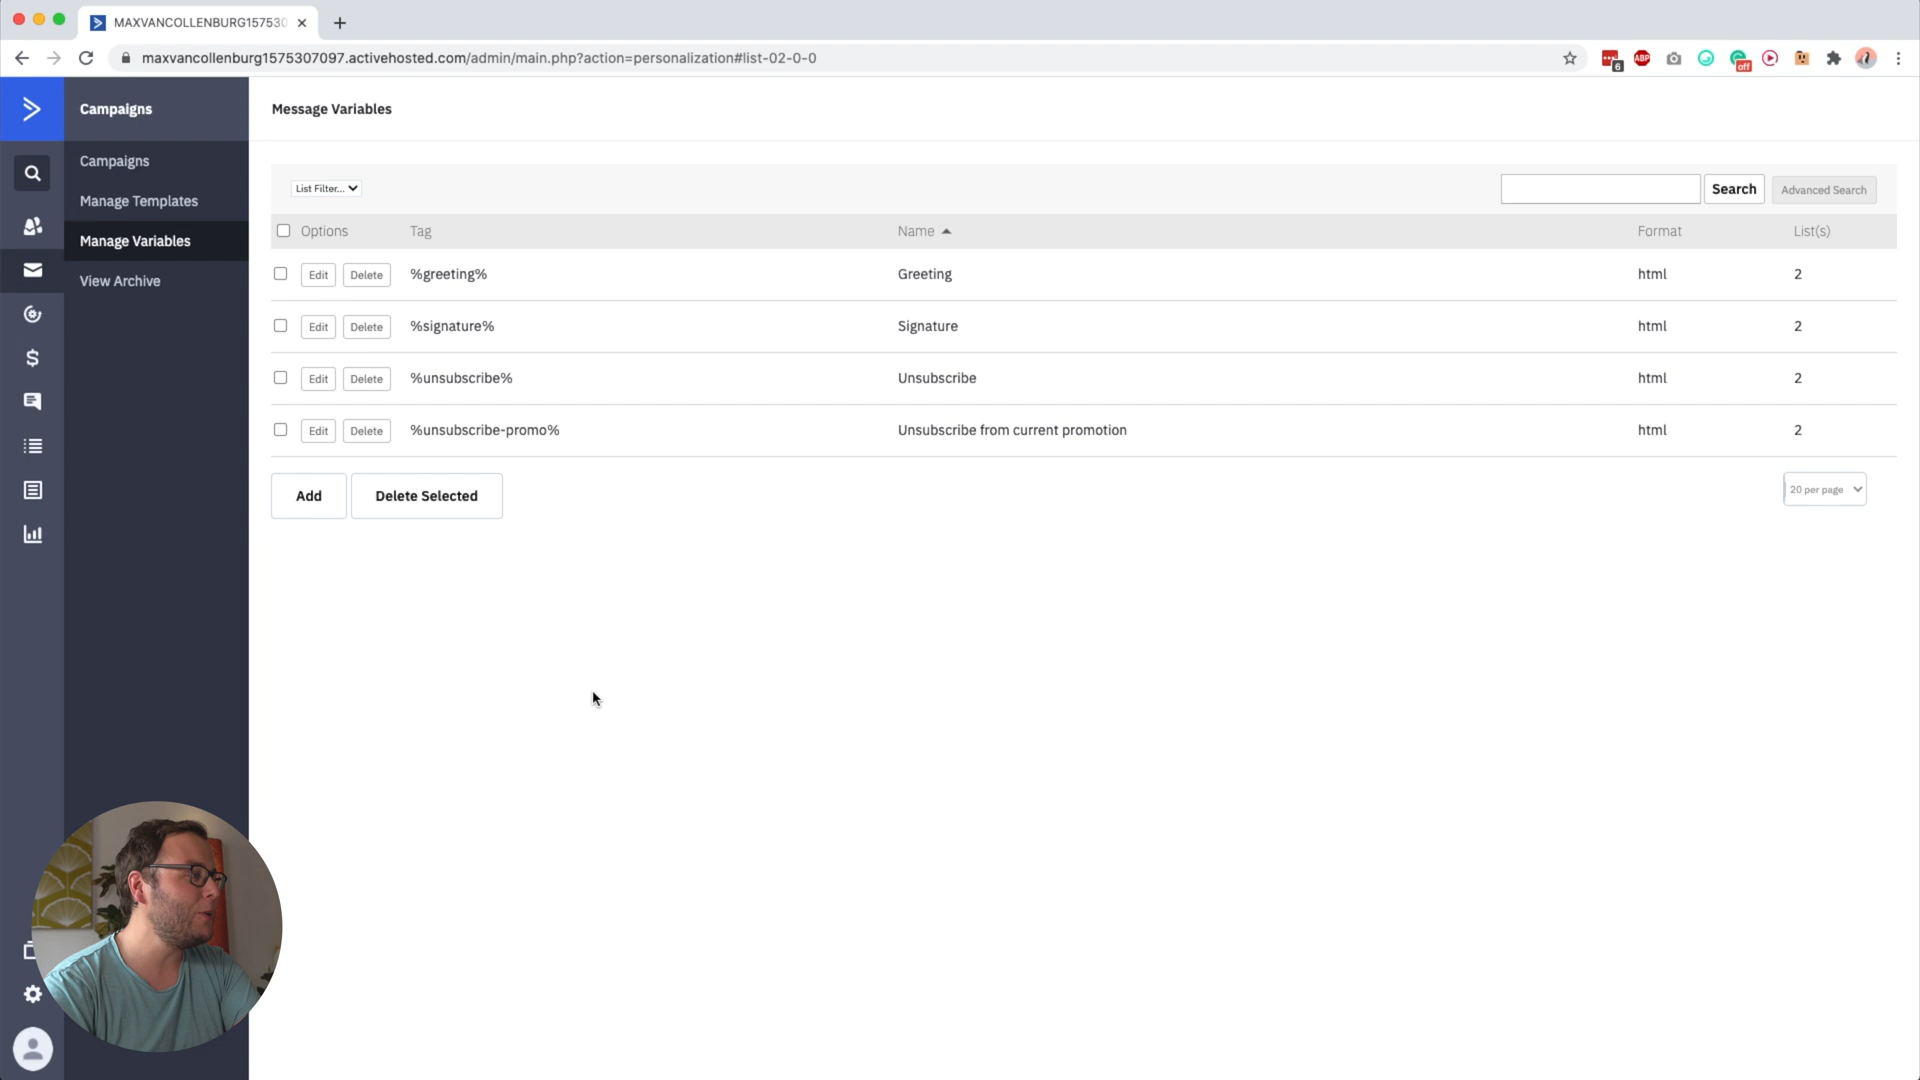 MAXVANCOLLENBURG157530
maxvancollenburg1575307097.activehosted.com/admin/main.php?action=personalization#list-02-0-0
6
ABP
off
Campaigns
Message Variables
Campaigns
Manage Templates
Manage Variables
View Archive
List Filter...
Search
Advanced Search
Options Tag Name Format List(s)
Edit Delete %greeting% Greeting html 2
Edit Delete %signature% Signature html 2
Edit Delete %unsubscribe% Unsubscribe html 2
Edit Delete %unsubscribe-promo% Unsubscribe from current promotion html 2
Add
Delete Selected
20 per page